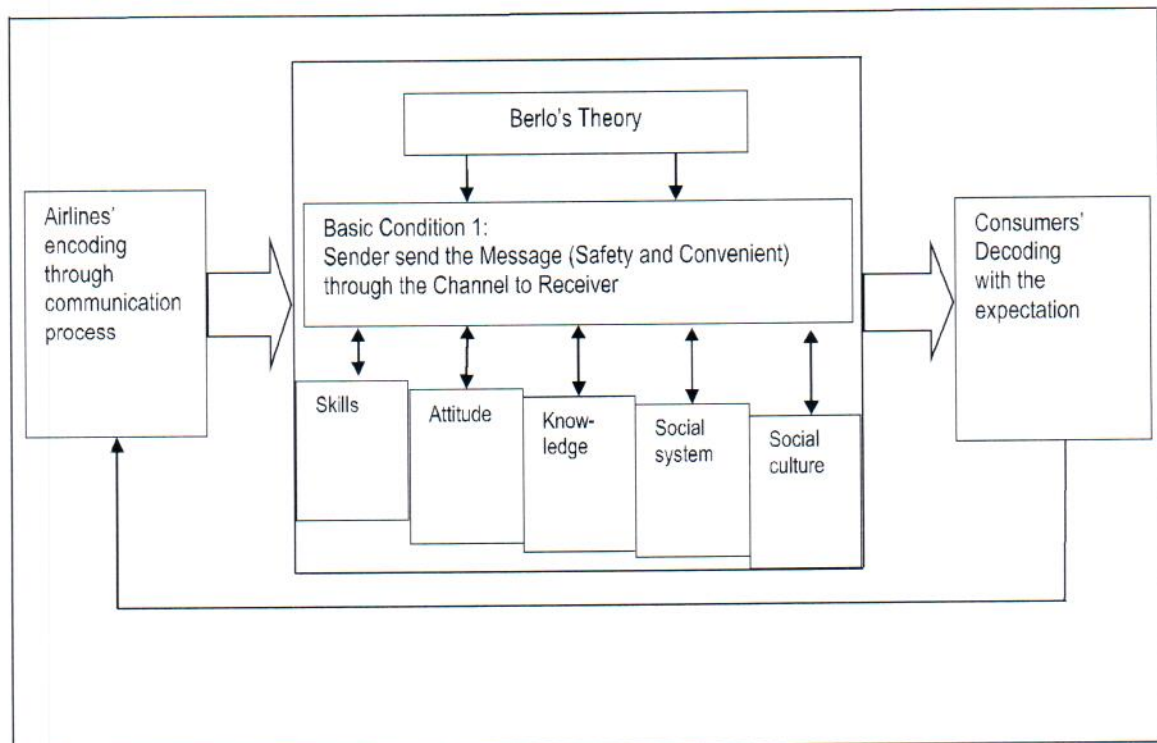 Berlo's Theory
Airlines'
encoding
through
communication
process
Basic Condition 1:
Sender send the Message (Safety and Convenient)
through the Channel to Receiver
Consumers'
Decoding
with the
expectation
Skills
Attitude
Know-
ledge
Social
system
Social
culture